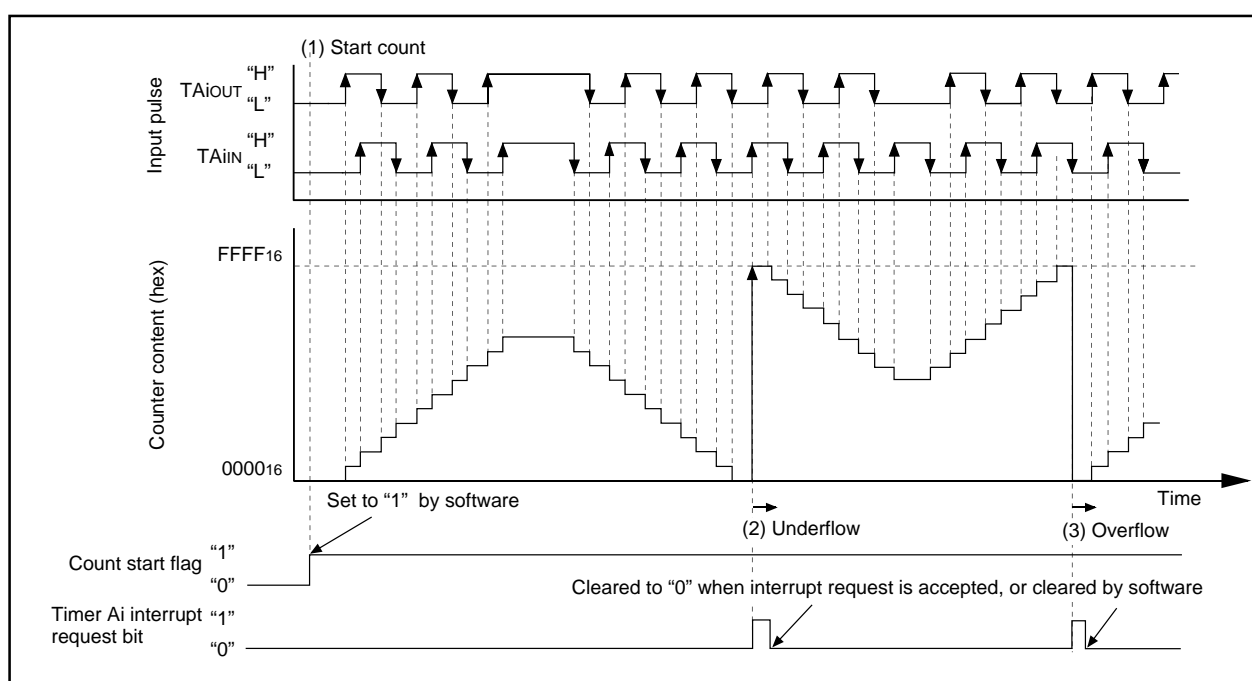 (1) Start count
Input pulse
TAiOUT
“H”
“L”
TAiIN
“H”
“L”
Counter content (hex)
FFFF16
000016
Time
Set to “1” by software
(2) Underflow
(3) Overflow
Count start flag
“1”
“0”
Cleared to “0” when interrupt request is accepted, or cleared by software
Timer Ai interrupt
request bit
“1”
“0”